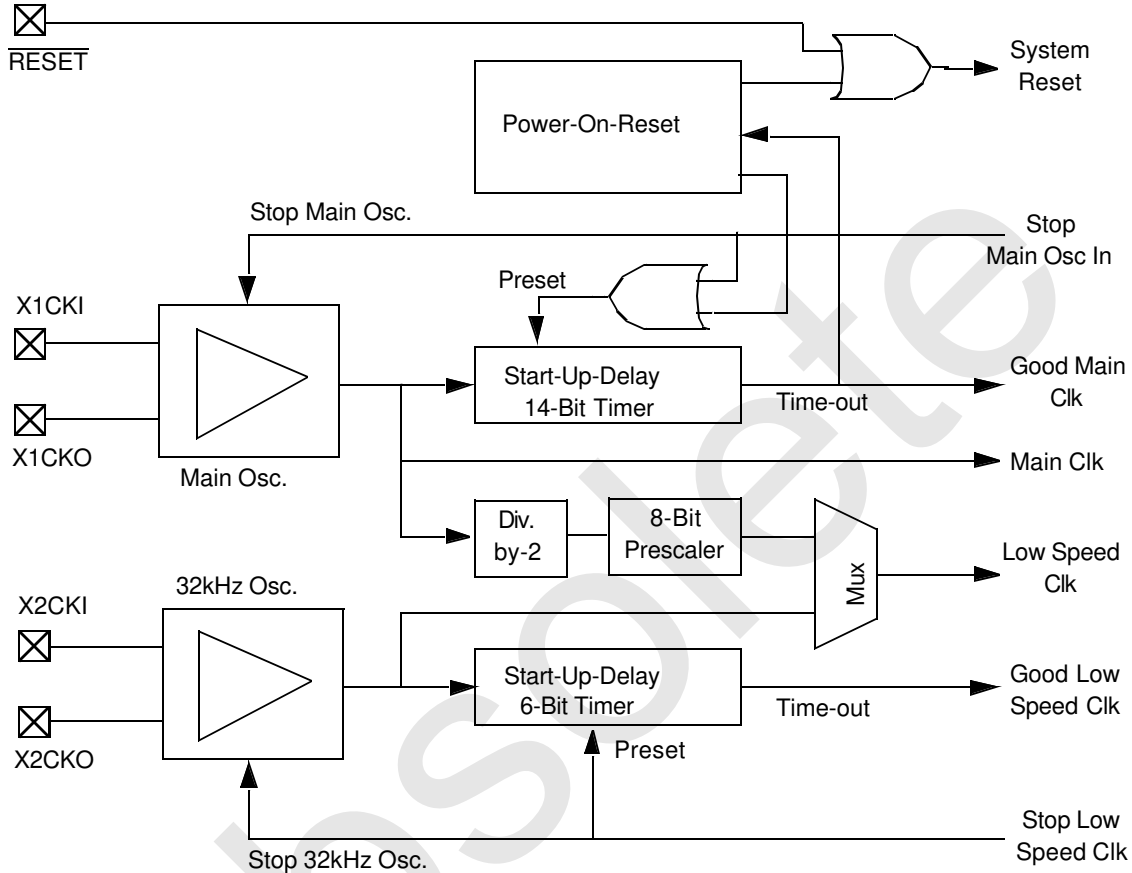 RESET
System
Reset
Power-On-Reset
Stop Main Osc.
Stop
Main Osc In
Preset
X1CKI
Start-Up-Delay
14-Bit Timer
Good Main
Clk
Time-out
X1CKO
Main Osc.
Main Clk
Div.
by-2
8-Bit
Prescaler
Mux
Low Speed
Clk
32kHz Osc.
X2CKI
Start-Up-Delay
6-Bit Timer
Good Low
Speed Clk
Time-out
X2CKO
Preset
Stop Low
Speed Clk
Stop 32kHz Osc.
obsolete